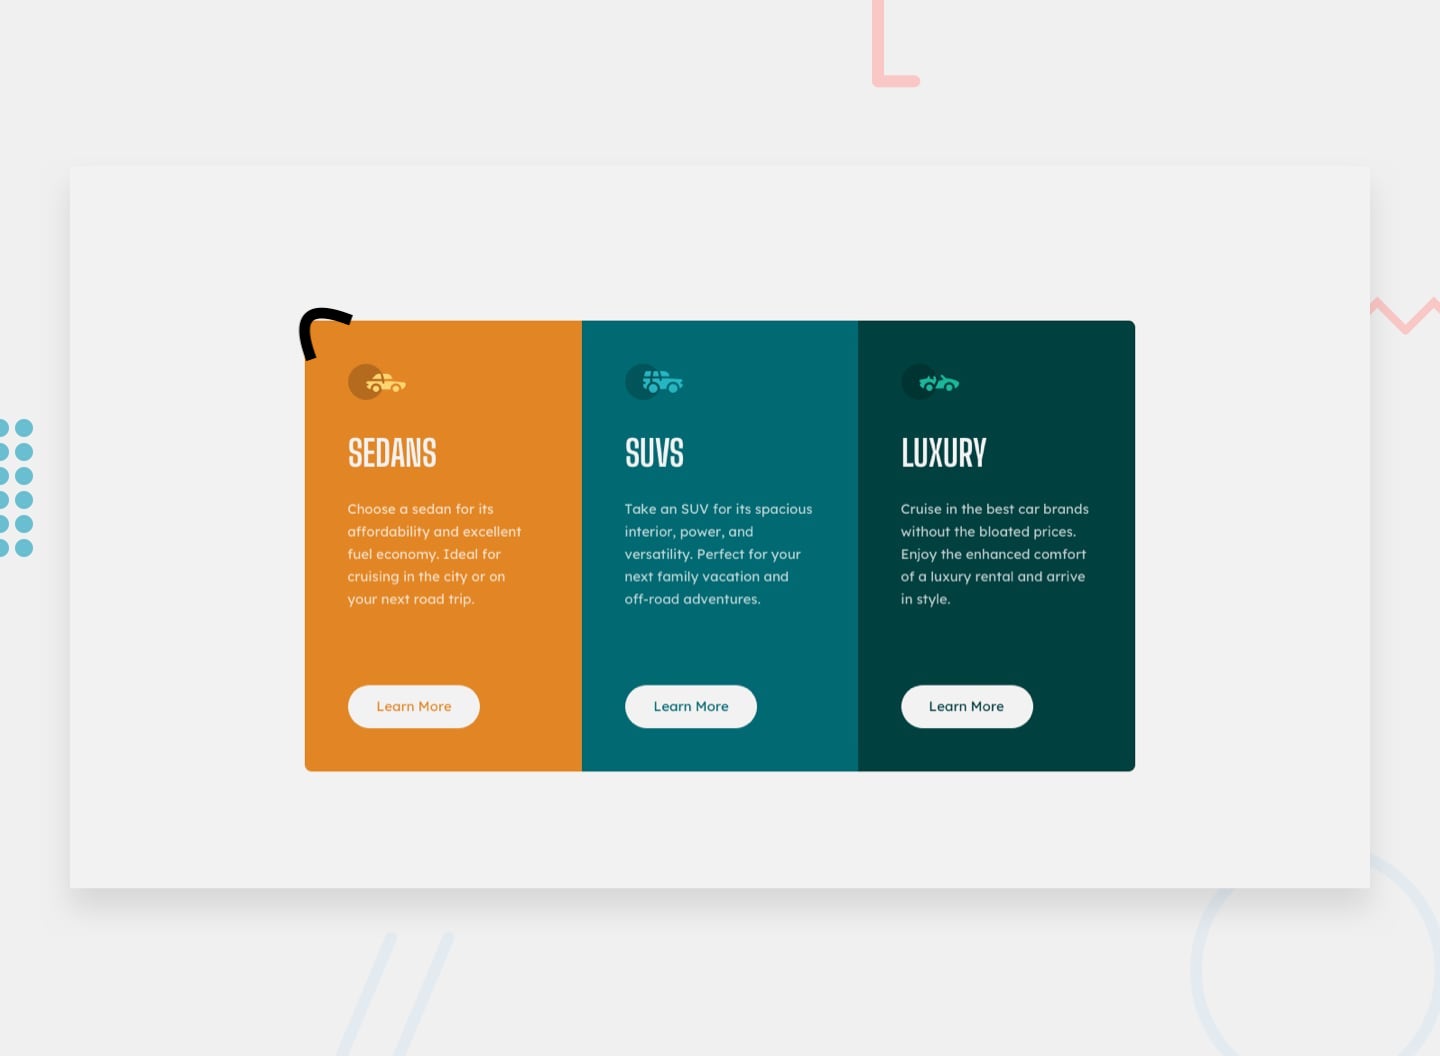 SEDANS
Choose a sedan for its
affordability and excellent
fuel economy. Ideal for
cruising in the city or on
your next road trip.
Learn More
SUVS
Take an SUV for its spacious
interior, power, and
versatility. Perfect for your
next family vacation and
off-road adventures.
Learn More
LUXURY
Cruise in the best car brands
without the bloated prices.
Enjoy the enhanced comfort
of a luxury rental and arrive
in style.
Learn More